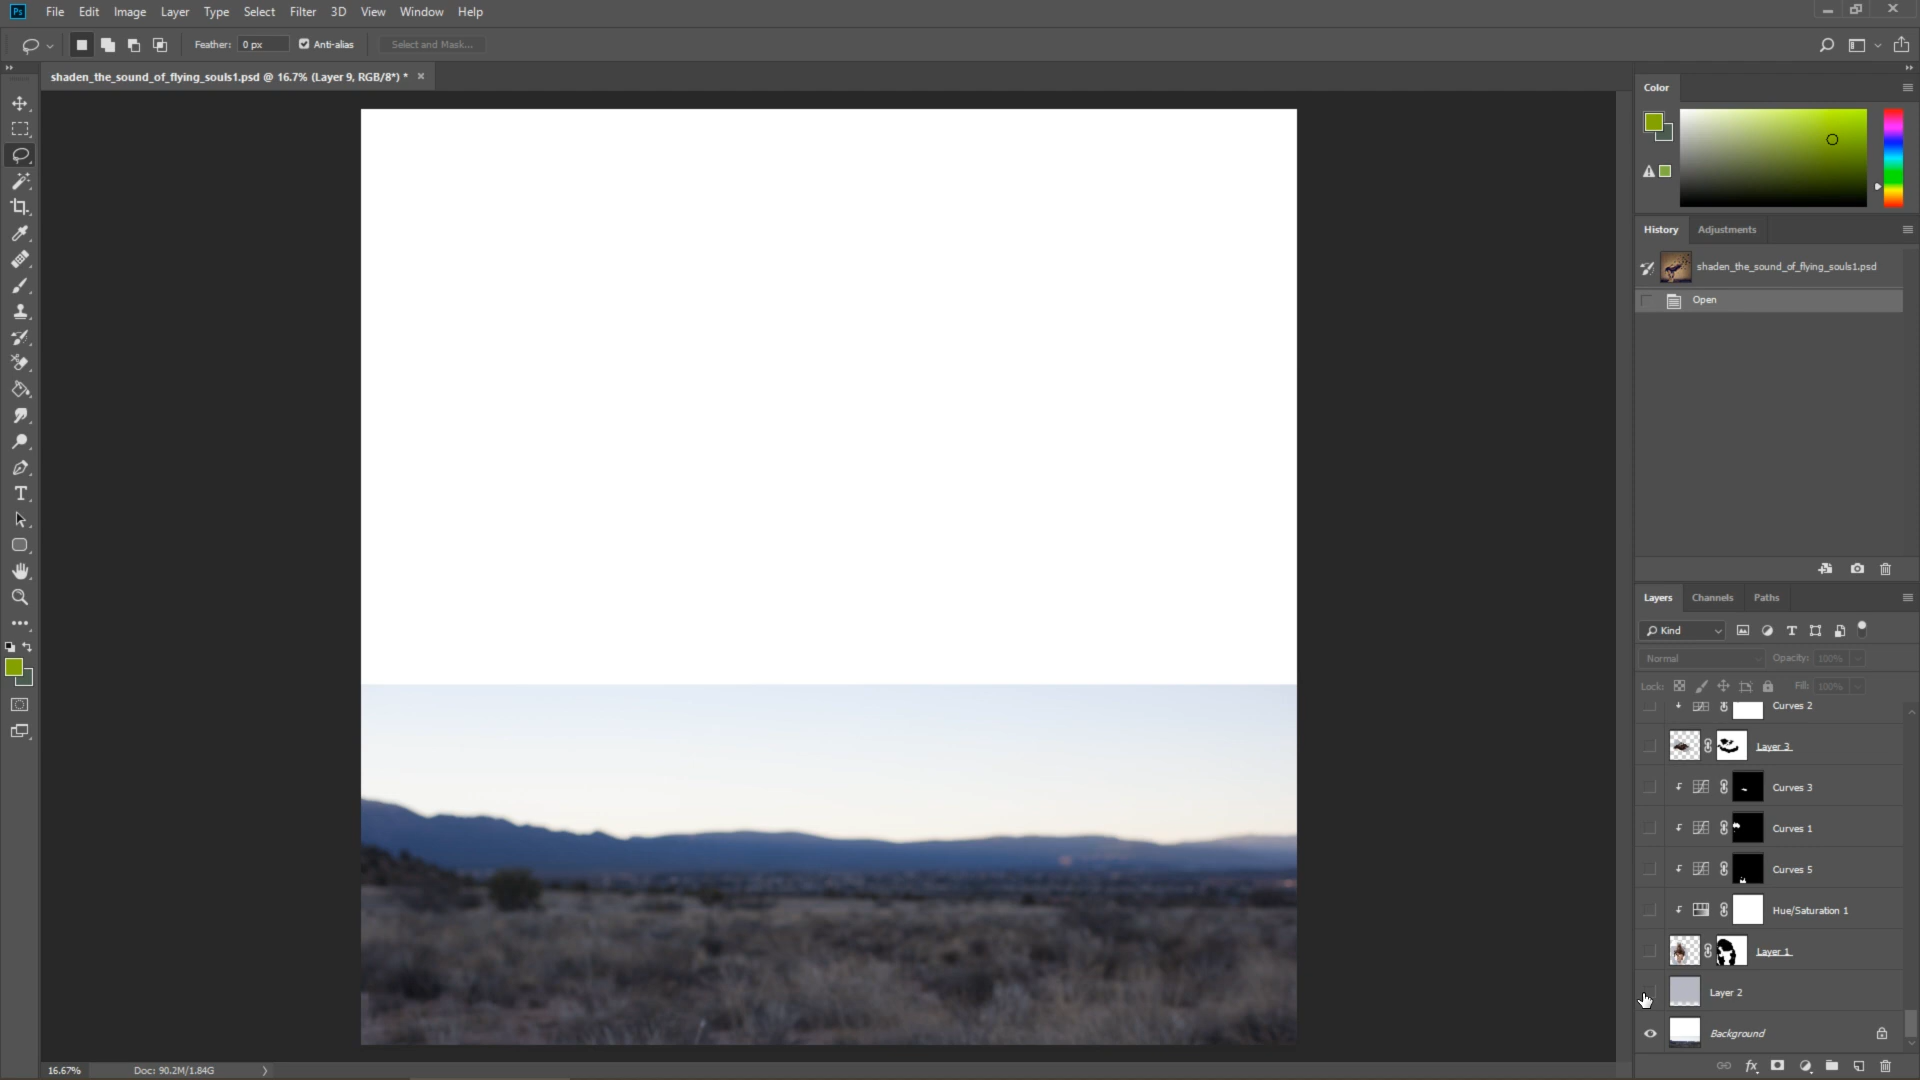 Ps File Edit Image Layer Type Select Filter 3D View Window Help
Feather: 0 px Anti-alias Select and Mask...
shaden_the_sound_of_flying_souls1.psd @ 16.7% (Layer 9, RGB/8*) *
Color
History Adjustments
shaden_the_sound_of_flying_souls1.psd
Open
Layers Channels Paths
Kind
Normal Opacity: 100%
Lock: Fill: 100%
Curves 2
Layer 3
Curves 3
Curves 1
Curves 5
Hue/Saturation 1
Layer 1
Layer 2
Background
fx
16.67% Doc: 90.2M/1.84G